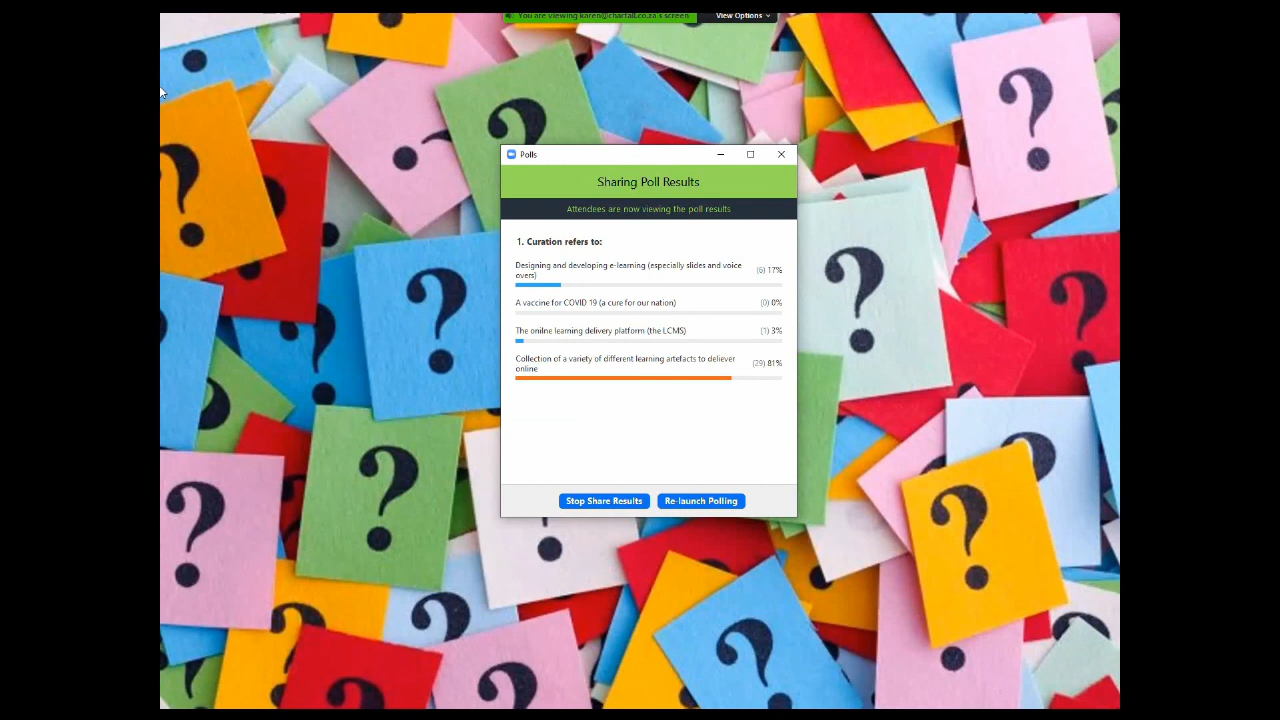 You are viewing karen@chartall.co.za's screen
View Options
Polls
Sharing Poll Results
Attendees are now viewing the poll results
1. Curation refers to:
Designing and developing e-learning (especially slides and voice
overs)
(6) 17%
A vaccine for COVID 19 (a cure for our nation)
(0) 0%
The onilne learning delivery platform (the LCMS)
(1) 3%
Collection of a variety of different learning artefacts to deliever
online
(29) 81%
Stop Share Results
Re-launch Polling